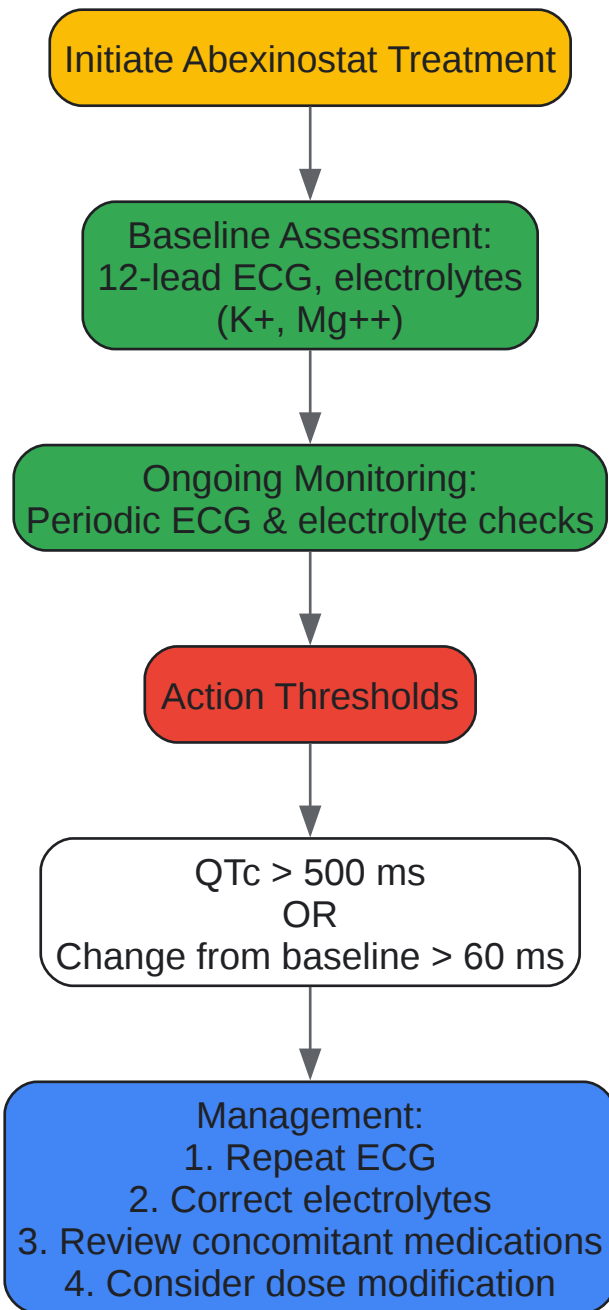 Initiate Abexinostat Treatment
Baseline Assessment:
12-lead ECG, electrolytes
(K+, Mg++)
Ongoing Monitoring:
Periodic ECG & electrolyte checks
Action Thresholds
QTc > 500 ms
OR
Change from baseline > 60 ms
Management:
1. Repeat ECG
2. Correct electrolytes
3. Review concomitant medications
4. Consider dose modification